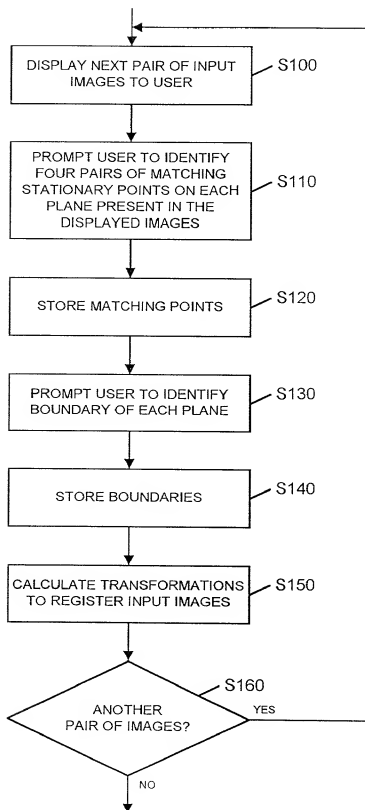 DISPLAY NEXT PAIR OF INPUT
IMAGES TO USER
S100
PROMPT USER TO IDENTIFY
FOUR PAIRS OF MATCHING
STATIONARY POINTS ON EACH
PLANE PRESENT IN THE
DISPLAYED IMAGES
S110
STORE MATCHING POINTS
S120
PROMPT USER TO IDENTIFY
BOUNDARY OF EACH PLANE
S130
STORE BOUNDARIES
S140
CALCULATE TRANSFORMATIONS
TO REGISTER INPUT IMAGES
S150
ANOTHER
PAIR OF IMAGES?
S160
YES
NO